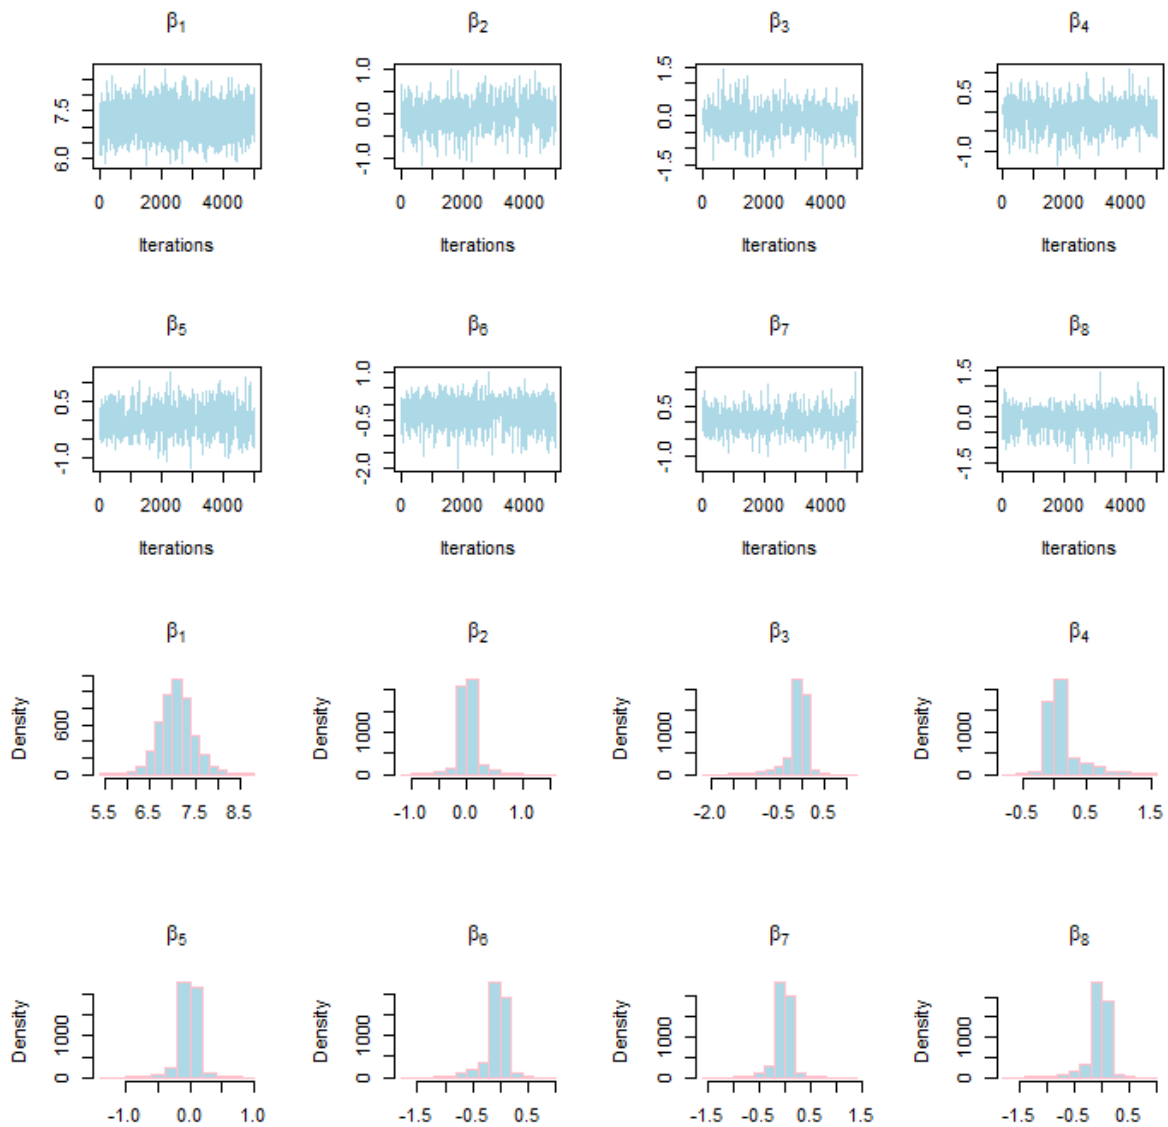 β1 β2 β3 β4
6.0 7.5 -1.0 0.0 1.0 -1.5 0.0 1.5 -1.0 0.5
0 2000 4000 0 2000 4000 0 2000 4000 0 2000 4000
Iterations Iterations Iterations Iterations
β5 β6 β7 β8
-1.0 0.5 -2.0 -0.5 1.0 -1.0 0.5 -1.5 0.0 1.5
0 2000 4000 0 2000 4000 0 2000 4000 0 2000 4000
Iterations Iterations Iterations Iterations
β1 β2 β3 β4
Density 0 600 Density 0 1000 Density 0 1000 Density 0 1000
5.5 6.5 7.5 8.5 -1.0 0.0 1.0 -2.0 -0.5 0.5 -0.5 0.5 1.5
β5 β6 β7 β8
Density 0 1000 Density 0 1000 Density 0 1000 Density 0 1000
-1.0 0.0 1.0 -1.5 -0.5 0.5 -1.5 -0.5 0.5 1.5 -1.5 -0.5 0.5